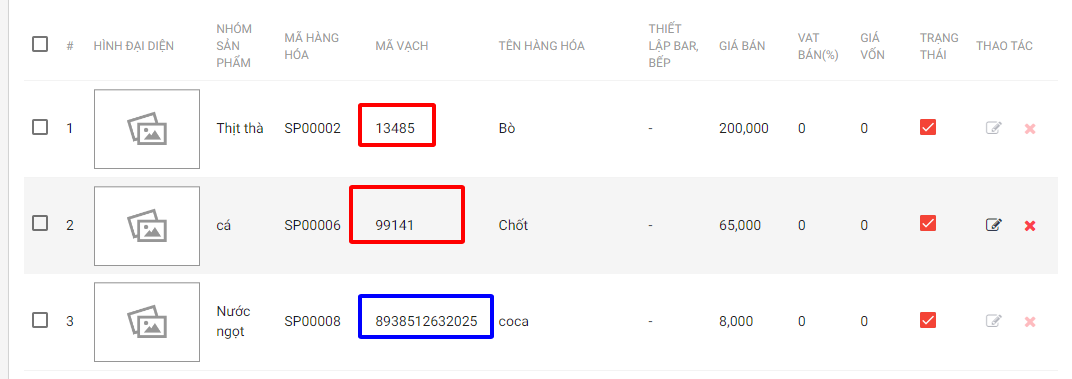 # HÌNH ĐẠI DIỆN NHÓM SẢN PHẨM MÃ HÀNG HÓA MÃ VẠCH TÊN HÀNG HÓA THIẾT LẬP BAR, BẾP GIÁ BÁN VAT BÁN(%) GIÁ VỐN TRẠNG THÁI THAO TÁC
1 Thịt thà SP00002 13485 Bò - 200,000 0 0
2 cá SP00006 99141 Chốt - 65,000 0 0
3 Nước ngọt SP00008 8938512632025 coca - 8,000 0 0